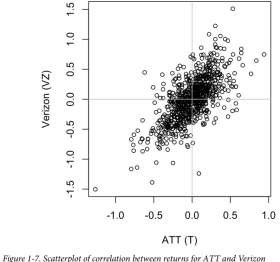 1.5
1.0
0.5
0.0
-0.5
-1.0
-1.5
Verizon (VZ)
-1.0 -0.5 0.0 0.5 1.0
ATT (T)
Figure 1-7. Scatterplot of correlation between returns for ATT and Verizon